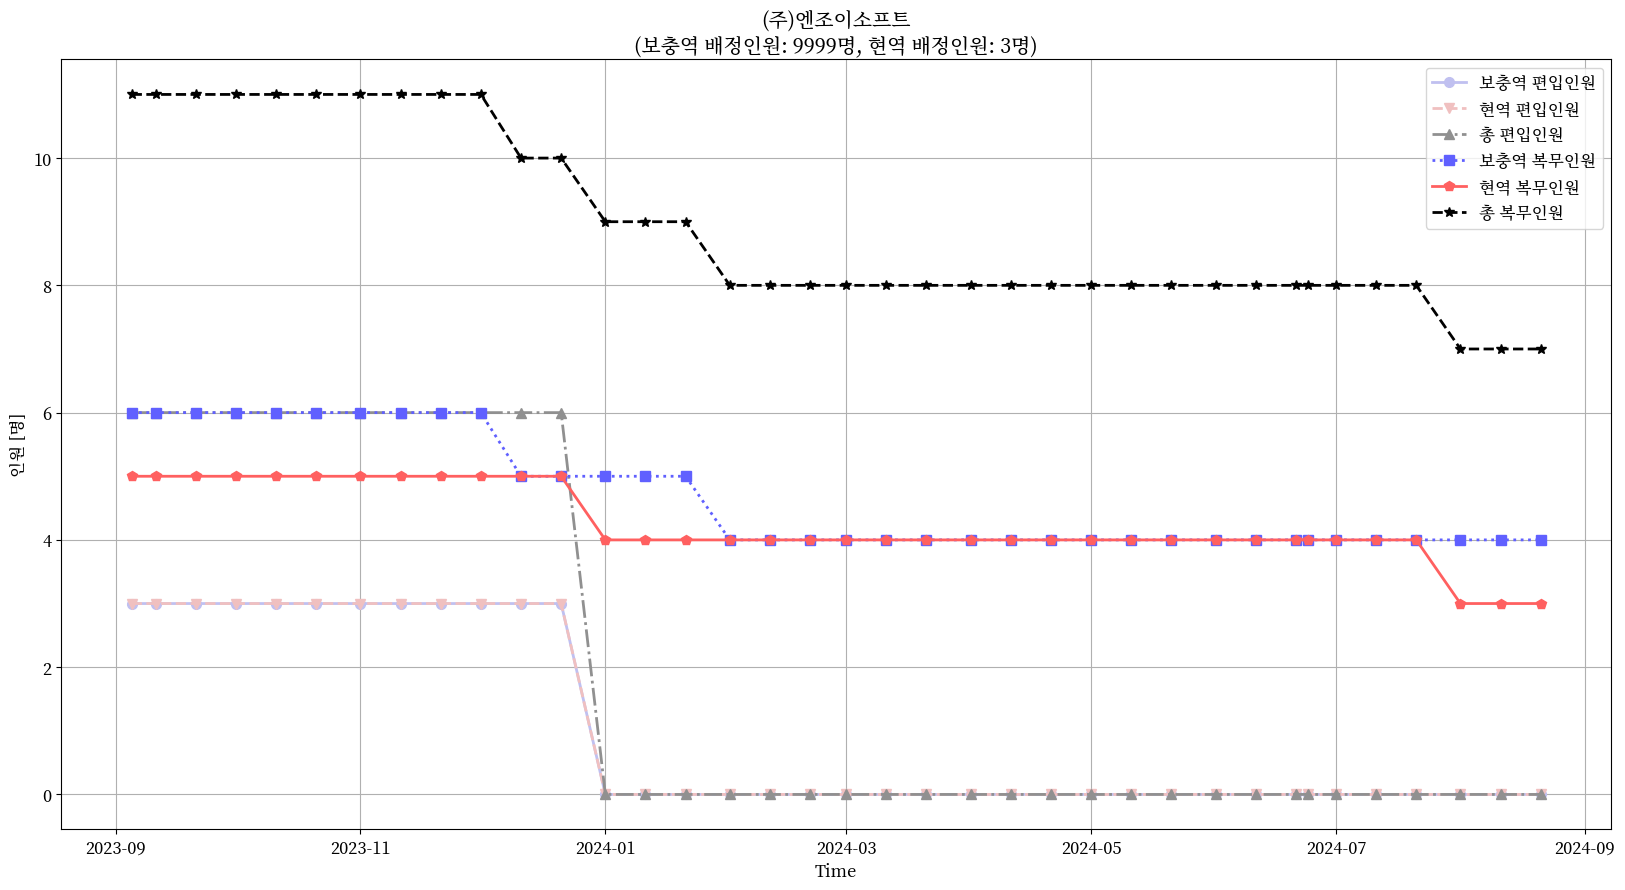 (주)엔조이소프트
(보충역 배정인원: 9999명, 현역 배정인원: 3명)
보충역 편입인원
현역 편입인원
총 편입인원
보충역 복무인원
현역 복무인원
총 복무인원
인원 [명]
10
8
6
4
2
0
2023-09
2023-11
2024-01
2024-03
2024-05
2024-07
2024-09
Time